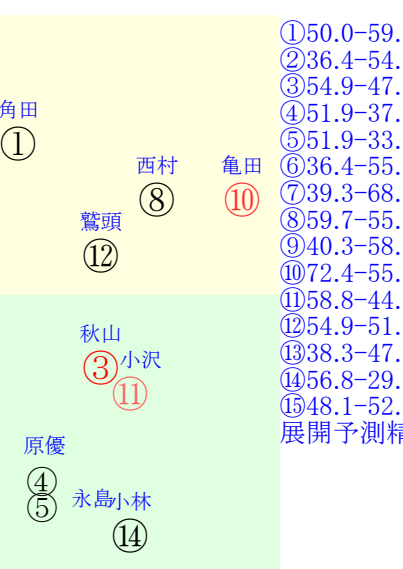 角田
①
西村
⑧
亀田
⑩
鷲頭
⑫
秋山
③
小沢
⑪
原優
④
⑤
永島
小林
⑭
①50.0-59.
②36.4-54.
③54.9-47.
④51.9-37.
⑤51.9-33.
⑥36.4-55.
⑦39.3-68.
⑧59.7-55.
⑨40.3-58.
⑩72.4-55.
⑪58.8-44.
⑫54.9-51.
⑬38.3-47.
⑭56.8-29.
⑮48.1-52.
展開予測精